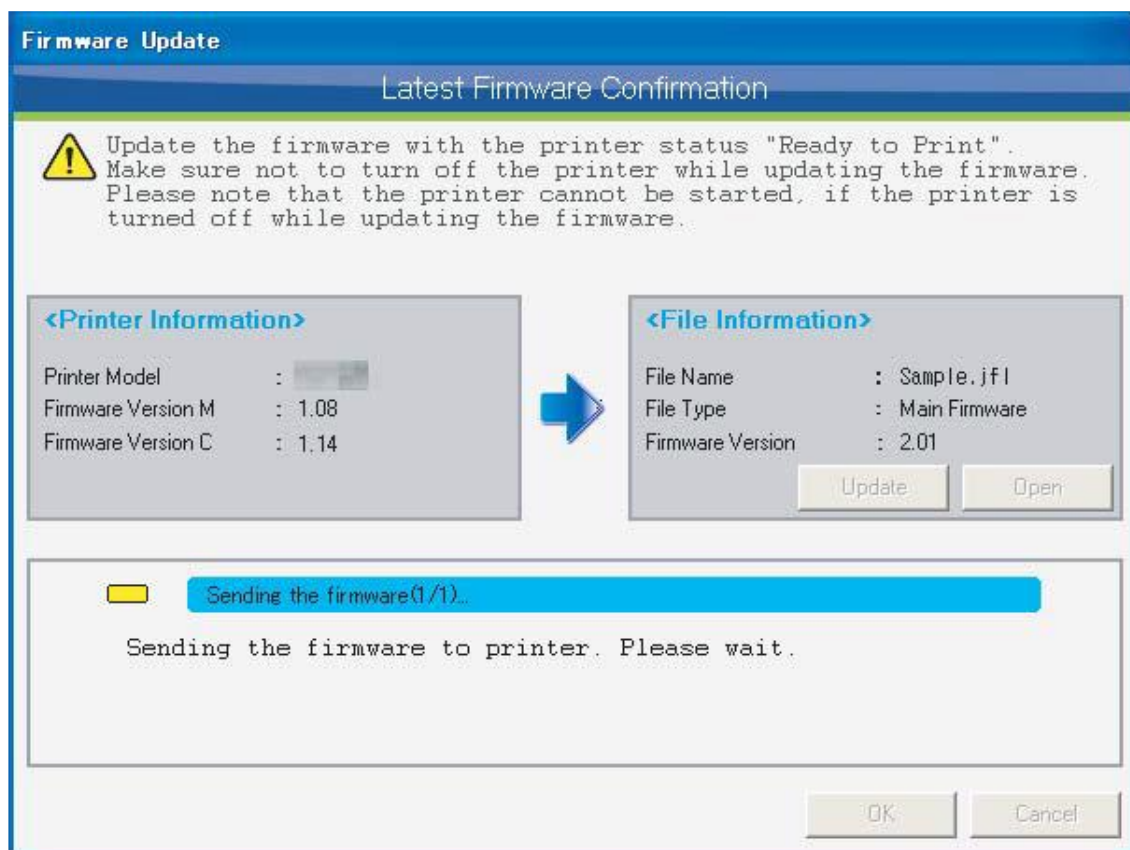 Firmware Update
Latest Firmware Confirmation
Update the firmware with the printer status "Ready to Print".
Make sure not to turn off the printer while updating the firmware.
Please note that the printer cannot be started, if the printer is
turned off while updating the firmware.
<Printer Information>
Printer Model :
Firmware Version M : 1.08
Firmware Version C : 1.14
<File Information>
File Name : Sample.jfl
File Type : Main Firmware
Firmware Version : 2.01
Update Open
Sending the firmware(1/1)...
Sending the firmware to printer. Please wait.
OK Cancel